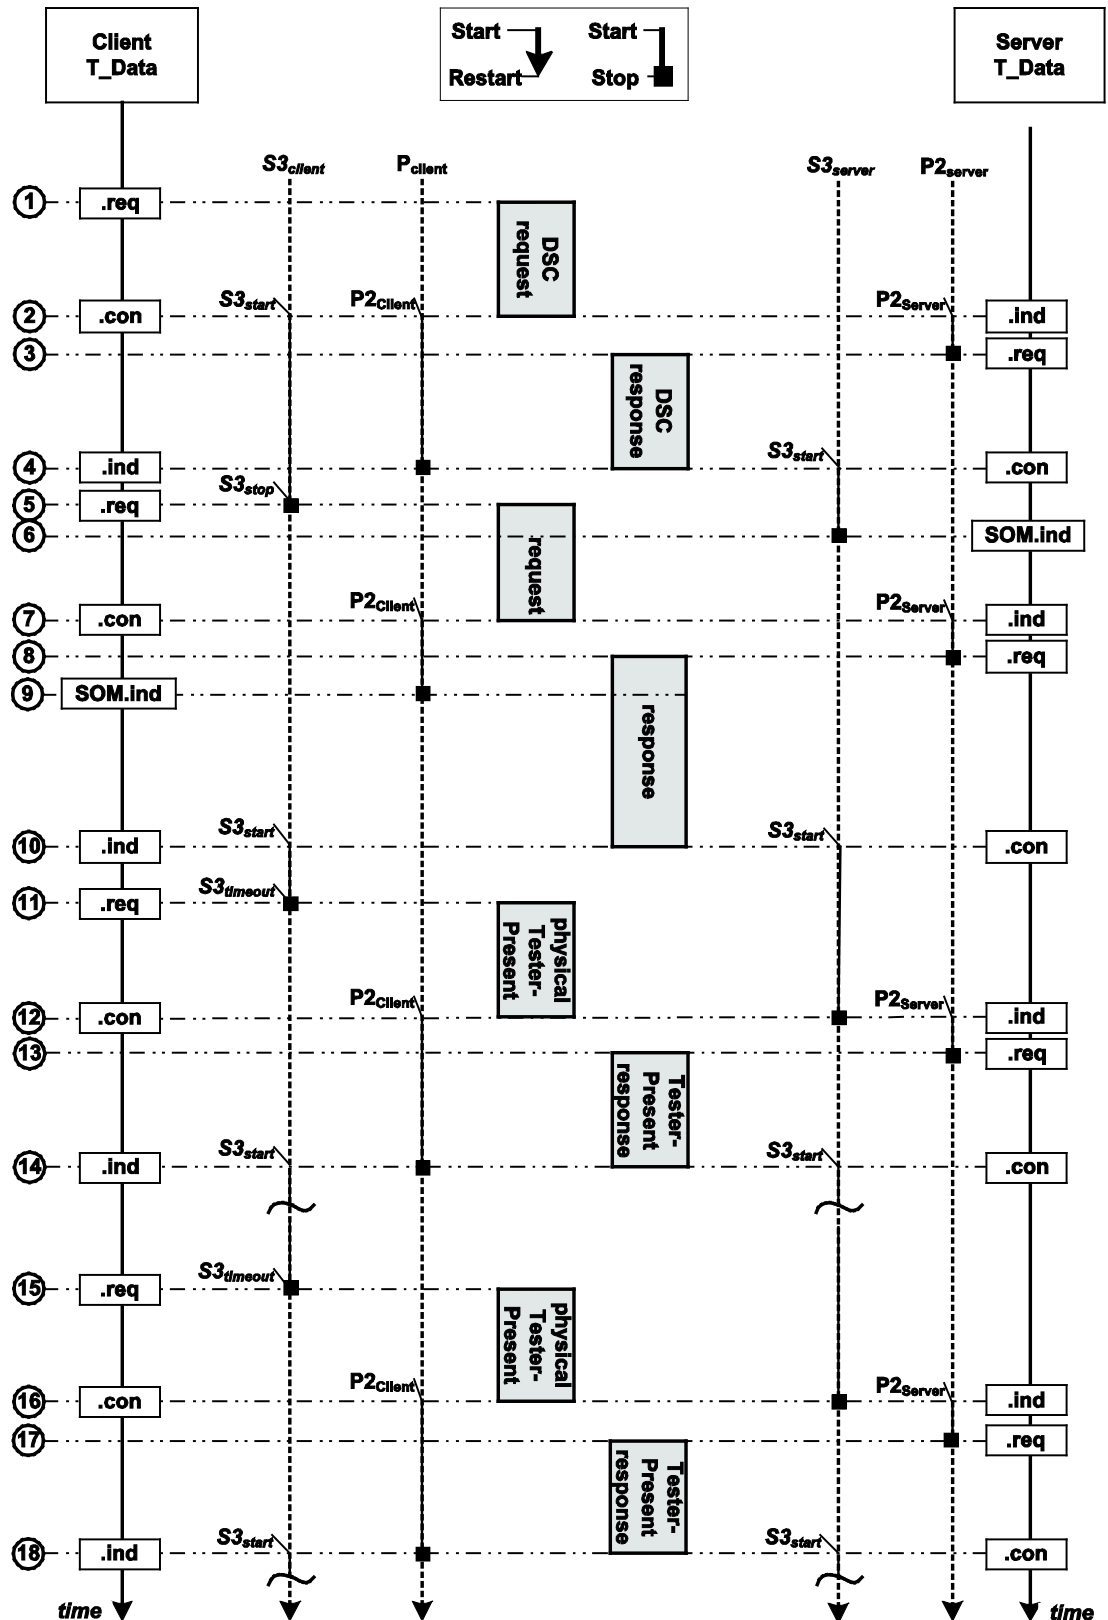 Client
T_Data
Start
Restart
Start
Stop
Server
T_Data
S3client
Pclient
S3server
P2server
1
.req
DSC
request
2
.con
S3start
P2Client
P2Server
.ind
3
.req
DSC
response
4
.ind
S3start
.con
5
.req
S3stop
request
6
SOM.ind
7
.con
P2Client
P2Server
.ind
8
.req
response
9
SOM.ind
10
.ind
S3start
S3start
.con
11
.req
S3timeout
physical
Tester-
Present
12
.con
P2Client
P2Server
.ind
13
.req
Tester-
Present
response
14
.ind
S3start
S3start
.con
15
.req
S3timeout
physical
Tester-
Present
16
.con
P2Client
P2Server
.ind
17
.req
Tester-
Present
response
18
.ind
S3start
S3start
.con
time
time